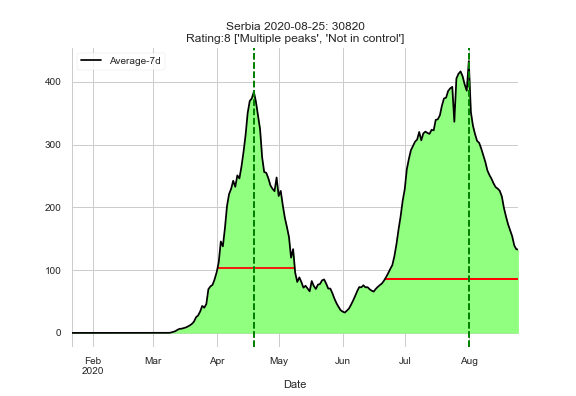 Serbia 2020-08-25: 30820
Rating:8 ['Multiple peaks', 'Not in control']
Average-7d
400
300
200
100
0
Feb
2020
Mar
Apr
May
Jun
Jul
Aug
Date